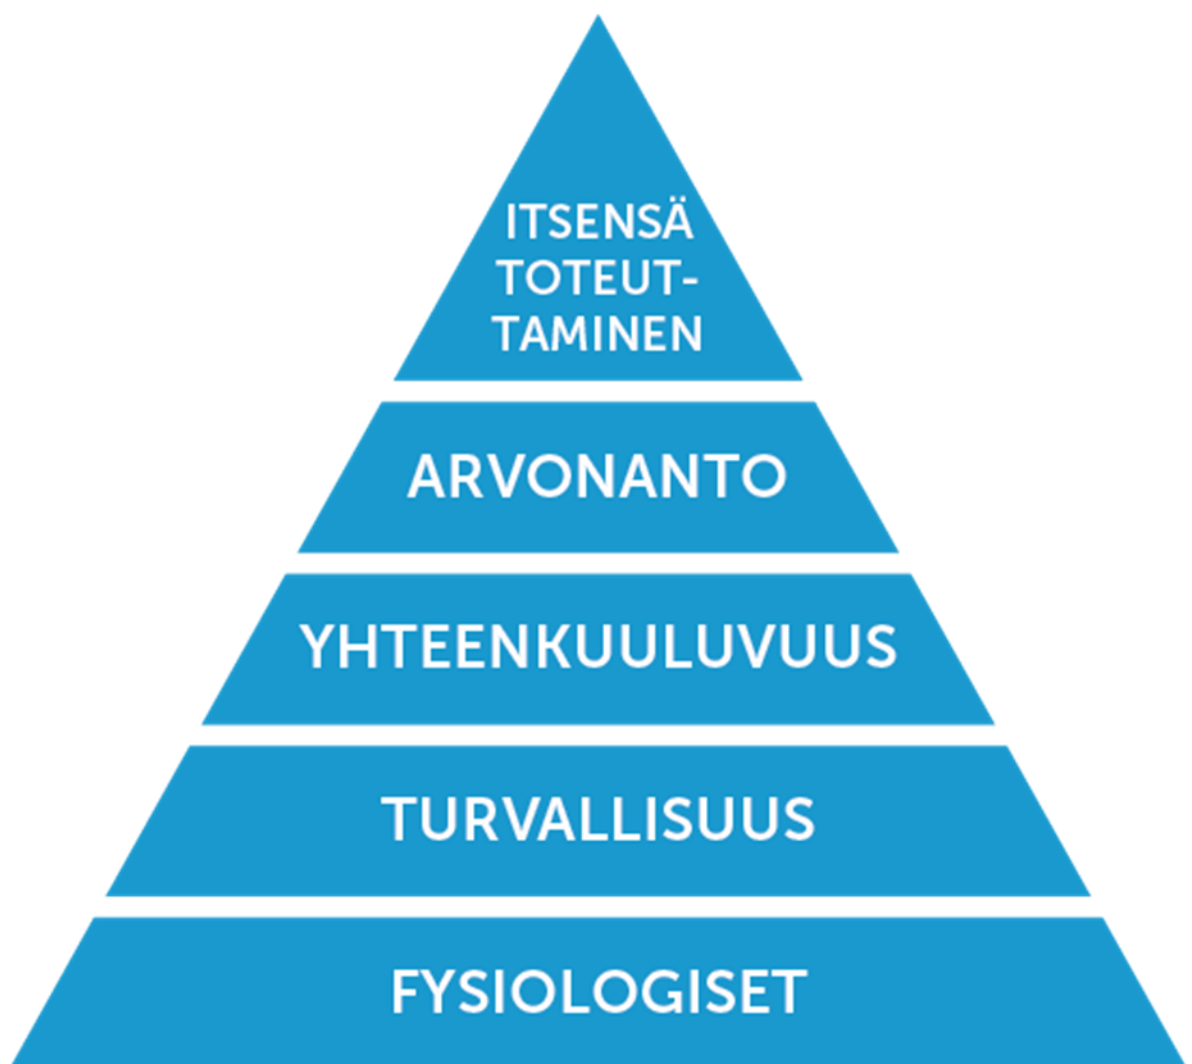 ITSENSÄ
TOTEUT-
TAMINEN
ARVONANTO
YHTEENKUULUVUUS
TURVALLISUUS
FYSIOLOGISET